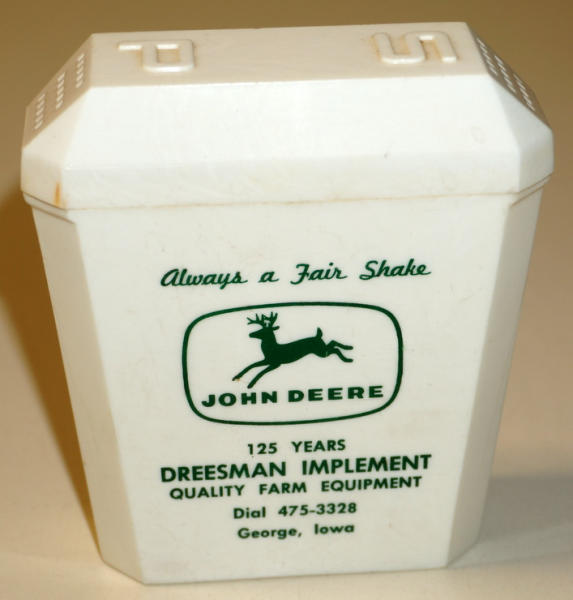 P S
Always a Fair Shake
JOHN DEERE
125 YEARS
DREESMAN IMPLEMENT
QUALITY FARM EQUIPMENT
Dial 475-3328
George, Iowa